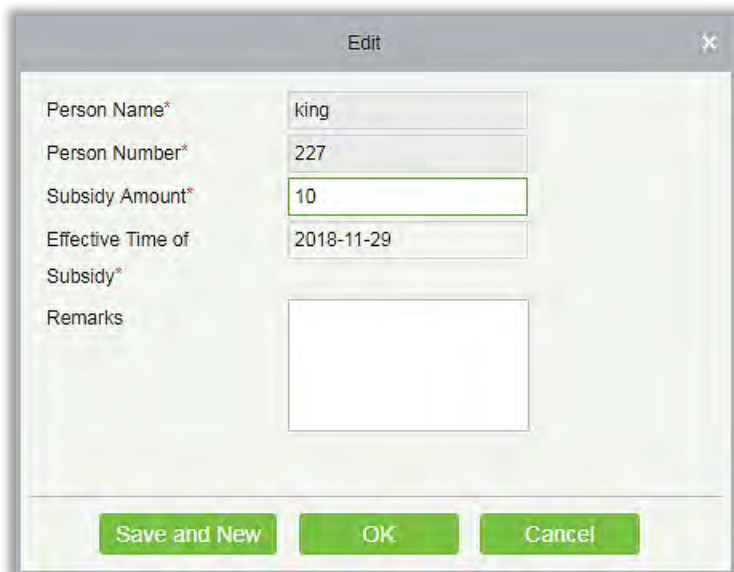 Edit ×
Person Name* king
Person Number* 227
Subsidy Amount* 10
Effective Time of 2018-11-29
Subsidy*
Remarks
Save and New OK Cancel